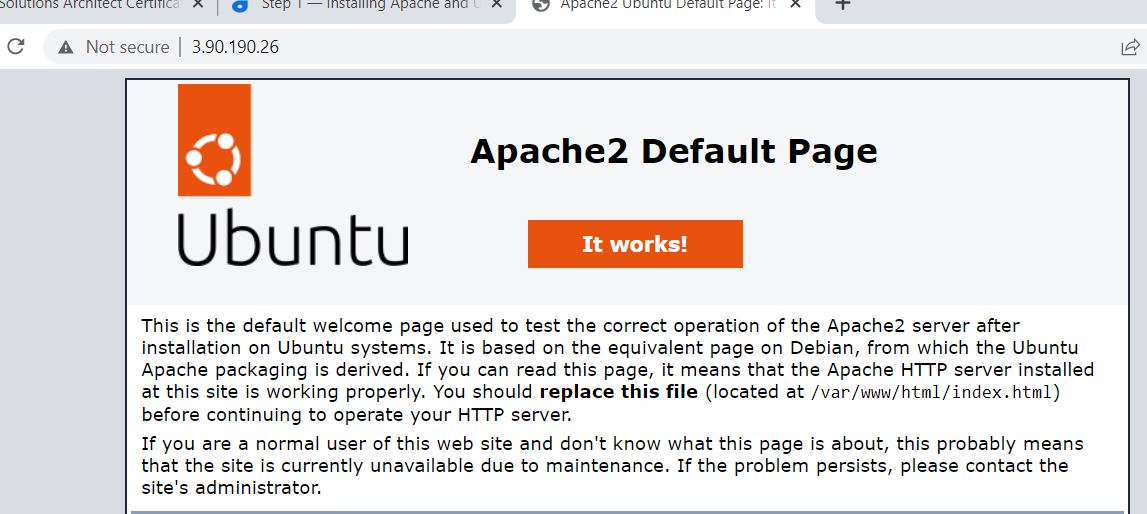 Solutions Architect Certifica
Step 1 — Installing Apache and U
Apache2 Ubuntu Default Page: It
Not secure
3.90.190.26
Ubuntu
Apache2 Default Page
It works!
This is the default welcome page used to test the correct operation of the Apache2 server after
installation on Ubuntu systems. It is based on the equivalent page on Debian, from which the Ubuntu
Apache packaging is derived. If you can read this page, it means that the Apache HTTP server installed
at this site is working properly. You should replace this file (located at /var/www/html/index.html)
before continuing to operate your HTTP server.
If you are a normal user of this web site and don't know what this page is about, this probably means
that the site is currently unavailable due to maintenance. If the problem persists, please contact the
site's administrator.